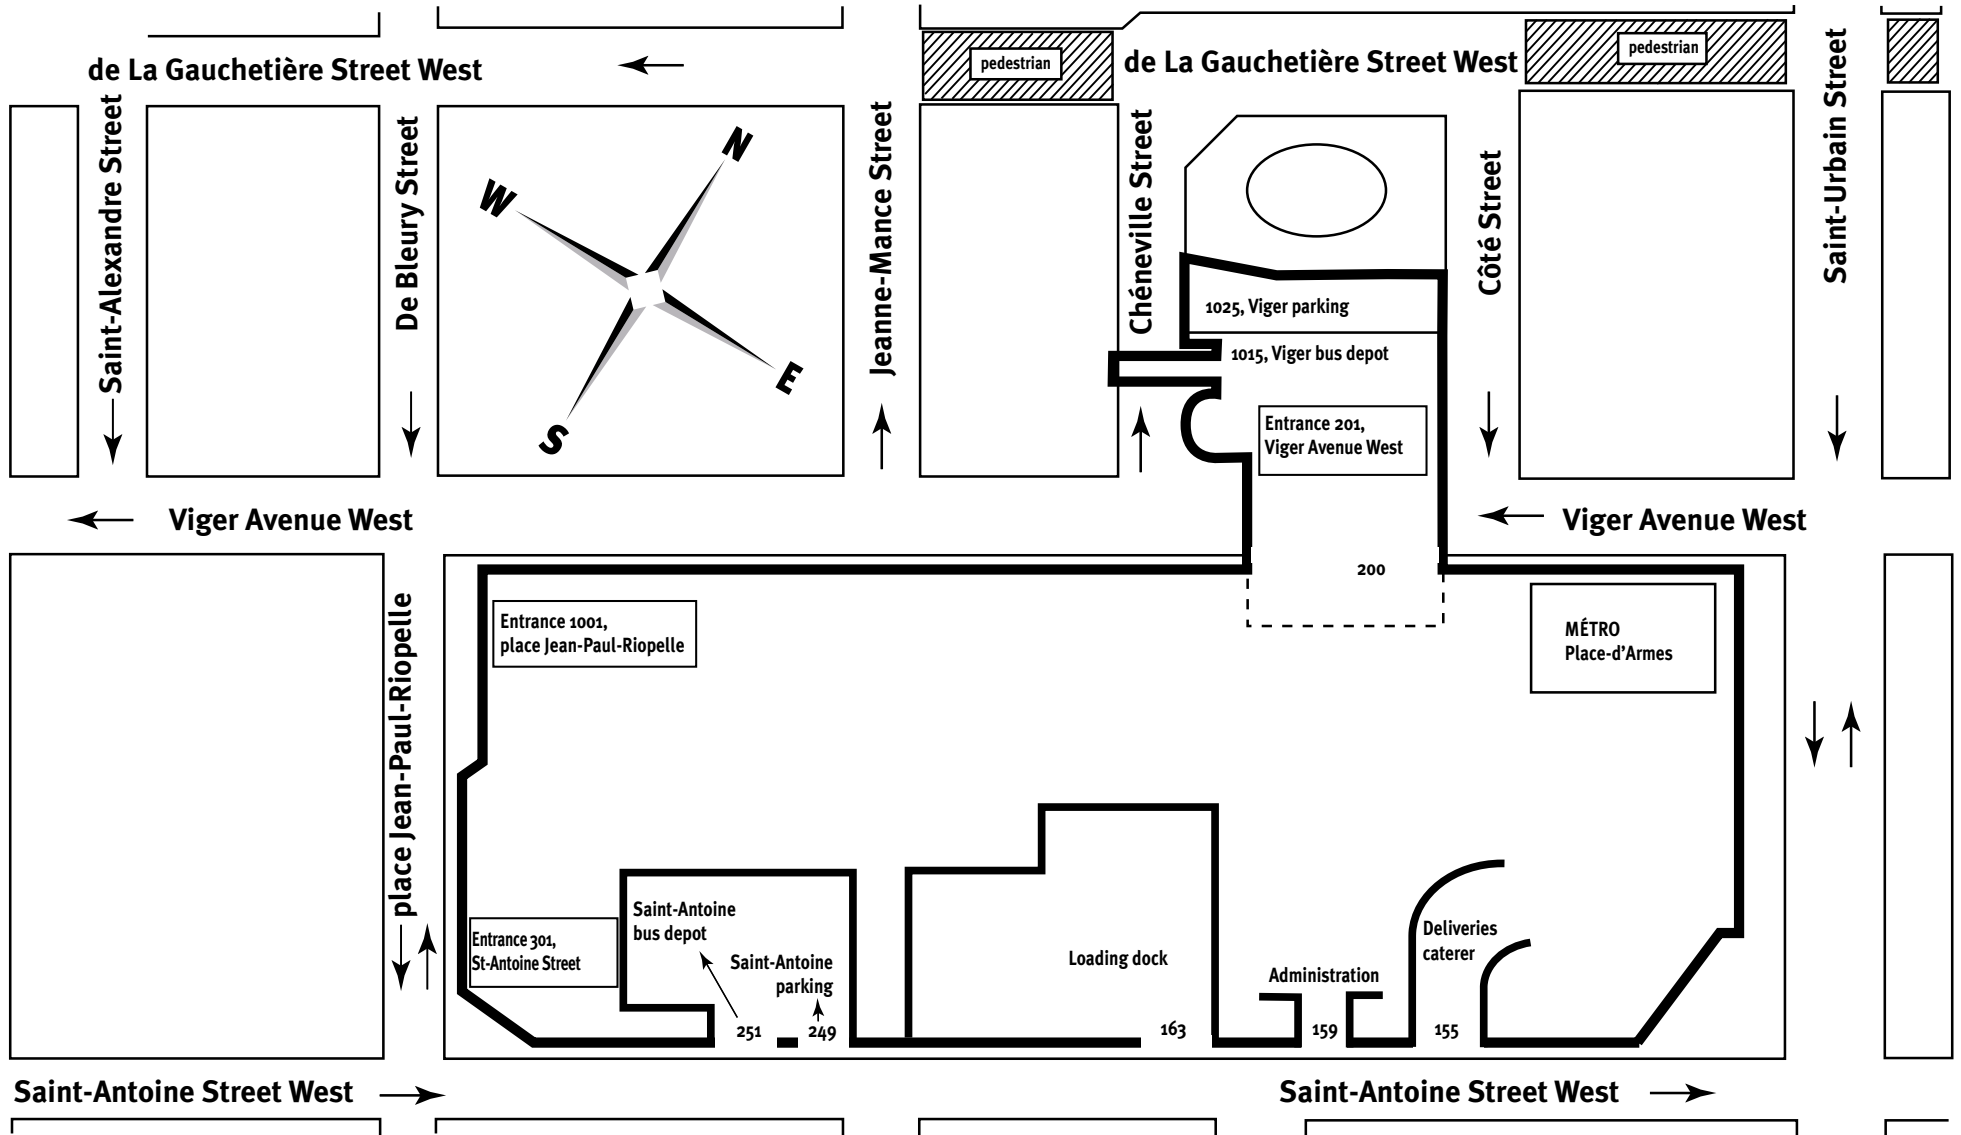 pedestrian
pedestrian
de La Gauchetière Street West
de La Gauchetière Street West
Saint-Alexandre Street
De Bleury Street
Jeanne-Mance Street
Chéneville Street
Côté Street
Saint-Urbain Street
N
W
E
S
1025, Viger parking
1015, Viger bus depot
Entrance 201,
Viger Avenue West
Viger Avenue West
Viger Avenue West
200
Entrance 1001,
place Jean-Paul-Riopelle
MÉTRO
Place-d'Armes
place Jean-Paul-Riopelle
Entrance 301,
St-Antoine Street
Saint-Antoine
bus depot
Saint-Antoine
parking
251
249
Loading dock
163
Administration
159
Deliveries
caterer
155
Saint-Antoine Street West
Saint-Antoine Street West